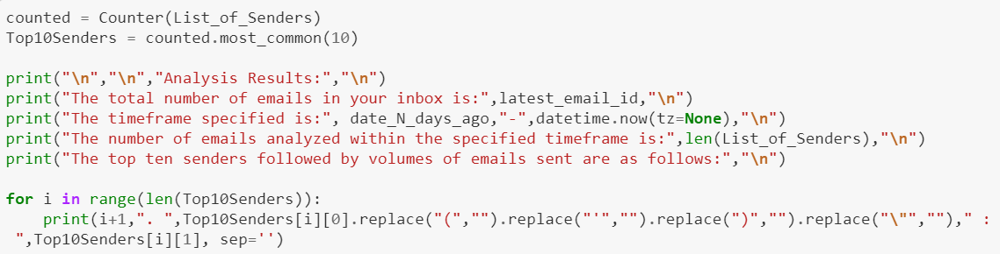 counted = Counter(List_of_Senders)
Top10Senders = counted.most_common(10)

print("\n","\n","Analysis Results:","\n")
print("The total number of emails in your inbox is:",latest_email_id,"\n")
print("The timeframe specified is:", date_N_days_ago,"-",datetime.now(tz=None),"\n")
print("The number of emails analyzed within the specified timeframe is:",len(List_of_Senders),"\n")
print("The top ten senders followed by volumes of emails sent are as follows:","\n")

for i in range(len(Top10Senders)):
    print(i+1,". ",Top10Senders[i][0].replace("(","").replace("'","").replace(")","").replace("\"","")," :
 ",Top10Senders[i][1], sep='')